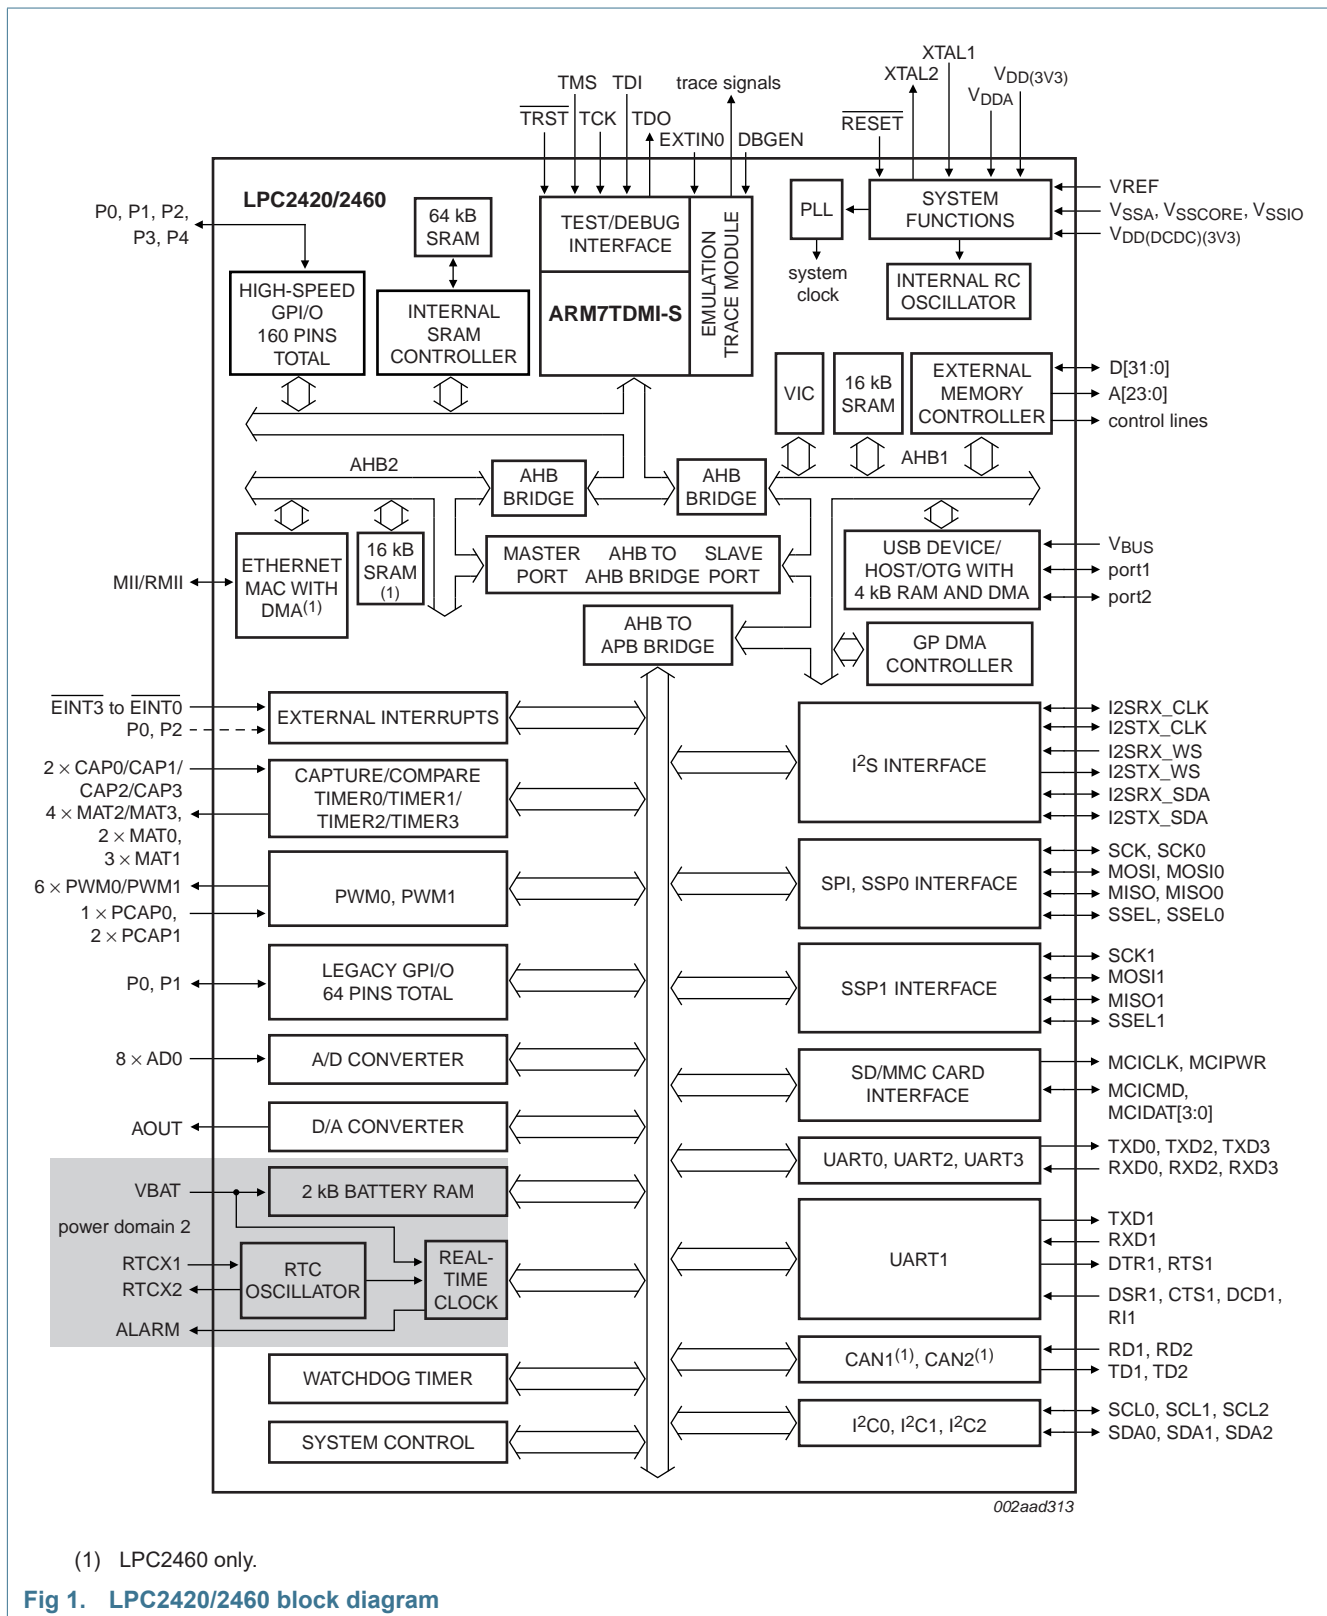 XTAL1
XTAL2
VDD(3V3)
VDDA
RESET
trace signals
TMS TDI
TRST TCK TDO
EXTIN0 DBGEN
LPC2420/2460
P0, P1, P2,
P3, P4
64 kB
SRAM
TEST/DEBUG
INTERFACE
EMULATION
TRACE MODULE
PLL
SYSTEM
FUNCTIONS
VREF
VSSA, VSSCORE, VSSIO
VDD(DCDC)(3V3)
system
clock
HIGH-SPEED
GPI/O
160 PINS
TOTAL
INTERNAL
SRAM
CONTROLLER
ARM7TDMI-S
INTERNAL RC
OSCILLATOR
VIC
16 kB
SRAM
EXTERNAL
MEMORY
CONTROLLER
D[31:0]
A[23:0]
control lines
AHB2
AHB
BRIDGE
AHB
BRIDGE
AHB1
MII/RMII
ETHERNET
MAC WITH
DMA(1)
16 kB
SRAM
(1)
MASTER
PORT
AHB TO
AHB BRIDGE
SLAVE
PORT
USB DEVICE/
HOST/OTG WITH
4 kB RAM AND DMA
VBUS
port1
port2
AHB TO
APB BRIDGE
GP DMA
CONTROLLER
EINT3 to EINT0
P0, P2
EXTERNAL INTERRUPTS
2 × CAP0/CAP1/
CAP2/CAP3
4 × MAT2/MAT3,
2 × MAT0,
3 × MAT1
CAPTURE/COMPARE
TIMER0/TIMER1/
TIMER2/TIMER3
6 × PWM0/PWM1
1 × PCAP0,
2 × PCAP1
PWM0, PWM1
P0, P1
LEGACY GPI/O
64 PINS TOTAL
8 × AD0
A/D CONVERTER
AOUT
D/A CONVERTER
VBAT
2 kB BATTERY RAM
power domain 2
RTCX1
RTCX2
RTC
OSCILLATOR
REAL-
TIME
CLOCK
ALARM
WATCHDOG TIMER
SYSTEM CONTROL
I2S INTERFACE
I2SRX_CLK
I2STX_CLK
I2SRX_WS
I2STX_WS
I2SRX_SDA
I2STX_SDA
SPI, SSP0 INTERFACE
SCK, SCK0
MOSI, MOSI0
MISO, MISO0
SSEL, SSEL0
SSP1 INTERFACE
SCK1
MOSI1
MISO1
SSEL1
SD/MMC CARD
INTERFACE
MCICLK, MCIPWR
MCICMD,
MCIDAT[3:0]
UART0, UART2, UART3
TXD0, TXD2, TXD3
RXD0, RXD2, RXD3
UART1
TXD1
RXD1
DTR1, RTS1
DSR1, CTS1, DCD1,
RI1
CAN1(1), CAN2(1)
RD1, RD2
TD1, TD2
I2C0, I2C1, I2C2
SCL0, SCL1, SCL2
SDA0, SDA1, SDA2
002aad313
(1) LPC2460 only.
Fig 1. LPC2420/2460 block diagram